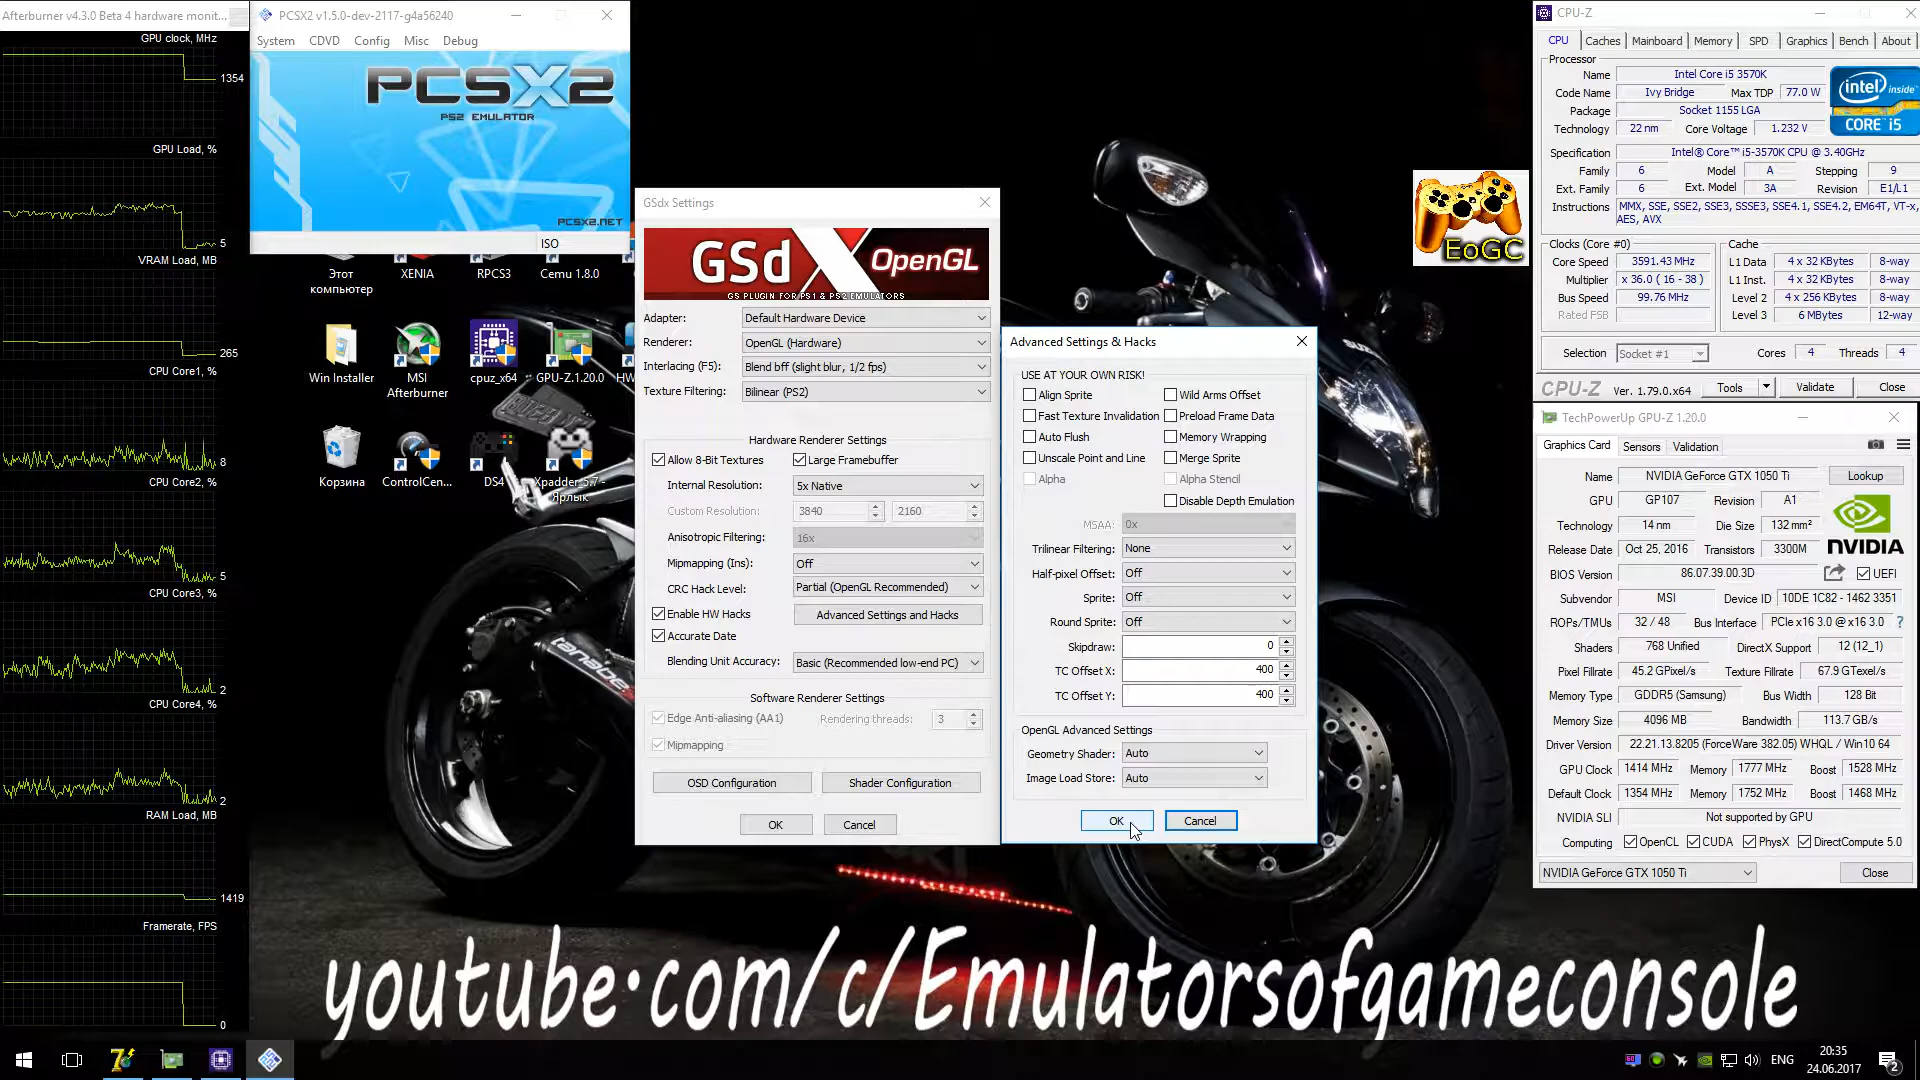 Afterburner v4.3.0 Beta 4 hardware monit...
GPU clock, MHz
1354
GPU Load, %
5
VRAM Load, MB
265
CPU Core1, %
8
CPU Core2, %
5
CPU Core3, %
2
CPU Core4, %
2
RAM Load, MB
1419
Framerate, FPS
0
PCSX2 v1.5.0-dev-2117-g4a56240
System CDVD Config Misc Debug
PCSX2
PS2 EMULATOR
PCSX2.NET
ISO
Этот компьютер
XENIA
RPCS3
Cemu 1.8.0
Win Installer
MSI Afterburner
cpuz_x64
GPU-Z.1.20.0
HW
Корзина
ControlCen...
DS4
Xpadder_5.7 - Ярлык
GSdx Settings
GSdX OpenGL
GS PLUGIN FOR PS1 & PS2 EMULATORS
Adapter: Default Hardware Device
Renderer: OpenGL (Hardware)
Interlacing (F5): Blend bff (slight blur, 1/2 fps)
Texture Filtering: Bilinear (PS2)
Hardware Renderer Settings
Allow 8-Bit Textures Large Framebuffer
Internal Resolution: 5x Native
Custom Resolution: 3840 2160
Anisotropic Filtering: 16x
Mipmapping (Ins): Off
CRC Hack Level: Partial (OpenGL Recommended)
Enable HW Hacks Advanced Settings and Hacks
Accurate Date
Blending Unit Accuracy: Basic (Recommended low-end PC)
Software Renderer Settings
Edge Anti-aliasing (AA1) Rendering threads: 3
Mipmapping
OSD Configuration Shader Configuration
OK Cancel
Advanced Settings & Hacks
USE AT YOUR OWN RISK!
Align Sprite Wild Arms Offset
Fast Texture Invalidation Preload Frame Data
Auto Flush Memory Wrapping
Unscale Point and Line Merge Sprite
Alpha Alpha Stencil
Disable Depth Emulation
MSAA: 0x
Trilinear Filtering: None
Half-pixel Offset: Off
Sprite: Off
Round Sprite: Off
Skipdraw: 0
TC Offset X: 400
TC Offset Y: 400
OpenGL Advanced Settings
Geometry Shader: Auto
Image Load Store: Auto
OK Cancel
SUZUKI
EoGC
CPU-Z
CPU Caches Mainboard Memory SPD Graphics Bench About
Processor
Name Intel Core i5 3570K
Code Name Ivy Bridge Max TDP 77.0 W
Package Socket 1155 LGA
Technology 22 nm Core Voltage 1.232 V
intel inside
CORE i5
Specification Intel® Core™ i5-3570K CPU @ 3.40GHz
Family 6 Model A Stepping 9
Ext. Family 6 Ext. Model 3A Revision E1/L1
Instructions MMX, SSE, SSE2, SSE3, SSSE3, SSE4.1, SSE4.2, EM64T, VT-x,
AES, AVX
Clocks (Core #0) Cache
Core Speed 3591.43 MHz L1 Data 4 x 32 KBytes 8-way
Multiplier x 36.0 ( 16 - 38 ) L1 Inst. 4 x 32 KBytes 8-way
Bus Speed 99.76 MHz Level 2 4 x 256 KBytes 8-way
Rated FSB Level 3 6 MBytes 12-way
Selection Socket #1 Cores 4 Threads 4
CPU-Z Ver. 1.79.0.x64 Tools Validate Close
TechPowerUp GPU-Z 1.20.0
Graphics Card Sensors Validation
Name NVIDIA GeForce GTX 1050 Ti Lookup
GPU GP107 Revision A1
Technology 14 nm Die Size 132 mm²
Release Date Oct 25, 2016 Transistors 3300M
NVIDIA
BIOS Version 86.07.39.00.3D UEFI
Subvendor MSI Device ID 10DE 1C82 - 1462 3351
ROPs/TMUs 32 / 48 Bus Interface PCIe x16 3.0 @ x16 3.0 ?
Shaders 768 Unified DirectX Support 12 (12_1)
Pixel Fillrate 45.2 GPixel/s Texture Fillrate 67.9 GTexel/s
Memory Type GDDR5 (Samsung) Bus Width 128 Bit
Memory Size 4096 MB Bandwidth 113.7 GB/s
Driver Version 22.21.13.8205 (ForceWare 382.05) WHQL / Win10 64
GPU Clock 1414 MHz Memory 1777 MHz Boost 1528 MHz
Default Clock 1354 MHz Memory 1752 MHz Boost 1468 MHz
NVIDIA SLI Not supported by GPU
Computing OpenCL CUDA PhysX DirectCompute 5.0
NVIDIA GeForce GTX 1050 Ti Close
youtube.com/c/Emulatorsofgameconsole
ENG
20:35
24.06.2017
2